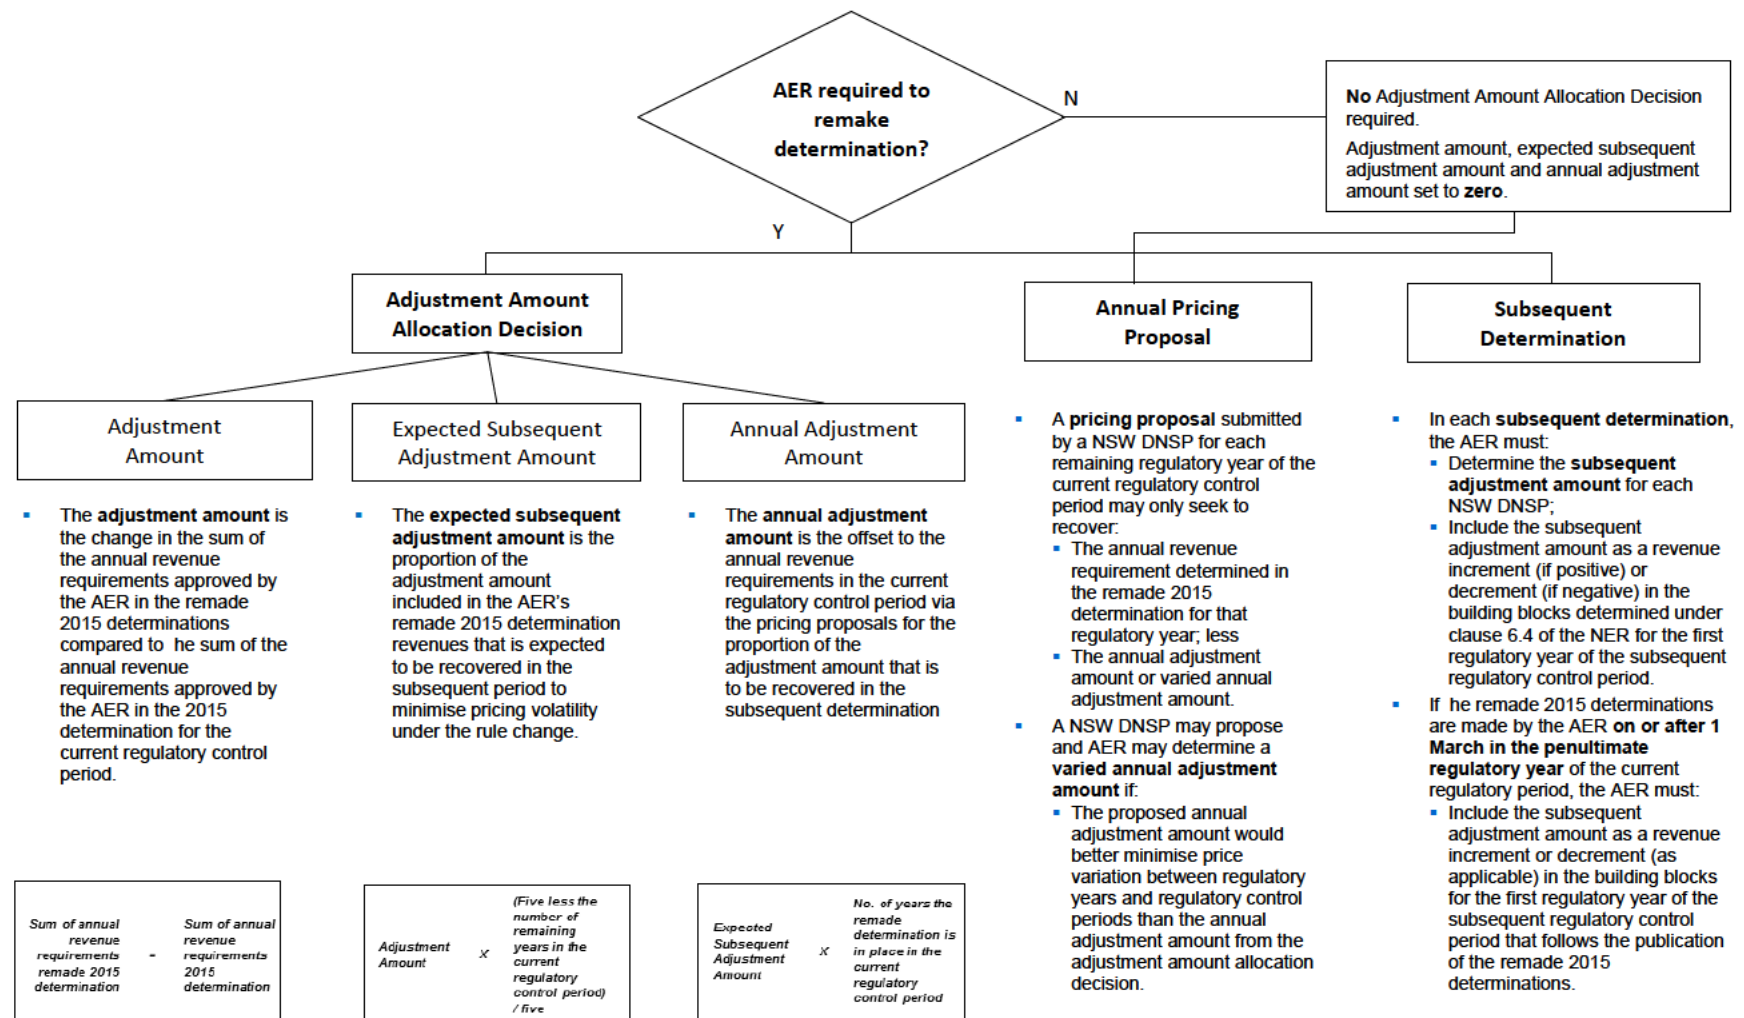 AER required to
remake
determination?
N
No Adjustment Amount Allocation Decision
required.
Adjustment amount, expected subsequent
adjustment amount and annual adjustment
amount set to zero.
Y
Adjustment Amount
Allocation Decision
Annual Pricing
Proposal
Subsequent
Determination
Adjustment
Amount
Expected Subsequent
Adjustment Amount
Annual Adjustment
Amount
▪ The adjustment amount is
the change in the sum of
the annual revenue
requirements approved by
the AER in the remade
2015 determinations
compared to he sum of the
annual revenue
requirements approved by
the AER in the 2015
determination for the
current regulatory control
period.
▪ The expected subsequent
adjustment amount is the
proportion of the
adjustment amount
included in the AER's
remade 2015 determination
revenues that is expected
to be recovered in the
subsequent period to
minimise pricing volatility
under the rule change.
▪ The annual adjustment
amount is the offset to the
annual revenue
requirements in the current
regulatory control period via
the pricing proposals for the
proportion of the
adjustment amount that is
to be recovered in the
subsequent determination
▪ A pricing proposal submitted
by a NSW DNSP for each
remaining regulatory year of the
current regulatory control
period may only seek to
recover:
▪ The annual revenue
requirement determined in
the remade 2015
determination for that
regulatory year; less
▪ The annual adjustment
amount or varied annual
adjustment amount.
▪ A NSW DNSP may propose
and AER may determine a
varied annual adjustment
amount if:
▪ The proposed annual
adjustment amount would
better minimise price
variation between regulatory
years and regulatory control
periods than the annual
adjustment amount from the
adjustment amount allocation
decision.
▪ In each subsequent determination,
the AER must:
▪ Determine the subsequent
adjustment amount for each
NSW DNSP;
▪ Include the subsequent
adjustment amount as a revenue
increment (if positive) or
decrement (if negative) in the
building blocks determined under
clause 6.4 of the NER for the first
regulatory year of the subsequent
regulatory control period.
▪ If he remade 2015 determinations
are made by the AER on or after 1
March in the penultimate
regulatory year of the current
regulatory period, the AER must:
▪ Include the subsequent
adjustment amount as a revenue
increment or decrement (as
applicable) in the building blocks
for the first regulatory year of the
subsequent regulatory control
period that follows the publication
of the remade 2015
determinations.
Sum of annual
revenue
requirements
remade 2015
determination
-
Sum of annual
revenue
requirements
2015
determination
Adjustment
Amount
x
(Five less the
number of
remaining
years in the
current
regulatory
control period)
/ five
Expected
Subsequent
Adjustment
Amount
x
No. of years the
remade
determination is
in place in the
current
regulatory
control period